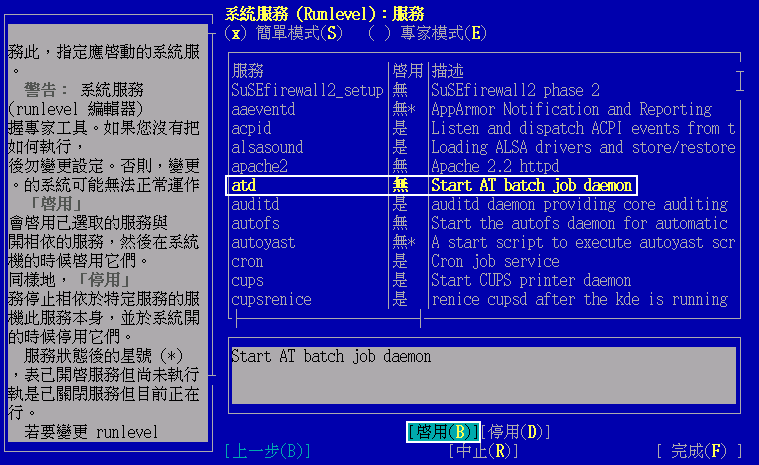 系統服務 (Runlevel)：服務
(x) 簡單模式(S)   ( ) 專家模式(E)
務此，指定應啓動的系統服
。
警告： 系統服務
(runlevel 編輯器)
握專家工具。如果您沒有把
如何執行，
後勿變更設定。否則，變更
。的系統可能無法正常運作
「啓用」
會啓用已選取的服務與
開相依的服務，然後在系統
機的時候啓用它們。
同樣地，「停用」
務停止相依於特定服務的服
機此服務本身，並於系統開
的時候停用它們。
服務狀態後的星號 (*)
，表已開啓服務但尚未執行
執是已關閉服務但目前正在
行。
若要變更 runlevel
服務 啓用 描述
SuSEfirewall2_setup 無 SuSEfirewall2 phase 2
aaeventd 無* AppArmor Notification and Reporting
acpid 是 Listen and dispatch ACPI events from t
alsasound 是 Loading ALSA drivers and store/restore
apache2 無 Apache 2.2 httpd
atd 無 Start AT batch job daemon
auditd 是 auditd daemon providing core auditing
autofs 無 Start the autofs daemon for automatic
autoyast 無* A start script to execute autoyast scr
cron 是 Cron job service
cups 是 Start CUPS printer daemon
cupsrenice 是 renice cupsd after the kde is running
Start AT batch job daemon
[啓用(B)][停用(D)]
[上一步(B)] [中止(R)] [ 完成(F) ]